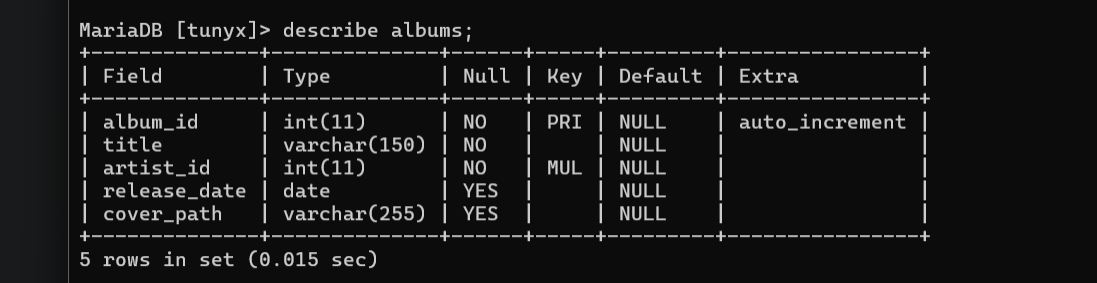 MariaDB [tunyx]> describe albums;
+--------------+--------------+------+-----+---------+----------------+
| Field        | Type         | Null | Key | Default | Extra          |
+--------------+--------------+------+-----+---------+----------------+
| album_id     | int(11)      | NO   | PRI | NULL    | auto_increment |
| title        | varchar(150) | NO   |     | NULL    |                |
| artist_id    | int(11)      | NO   | MUL | NULL    |                |
| release_date | date         | YES  |     | NULL    |                |
| cover_path   | varchar(255) | YES  |     | NULL    |                |
+--------------+--------------+------+-----+---------+----------------+
5 rows in set (0.015 sec)